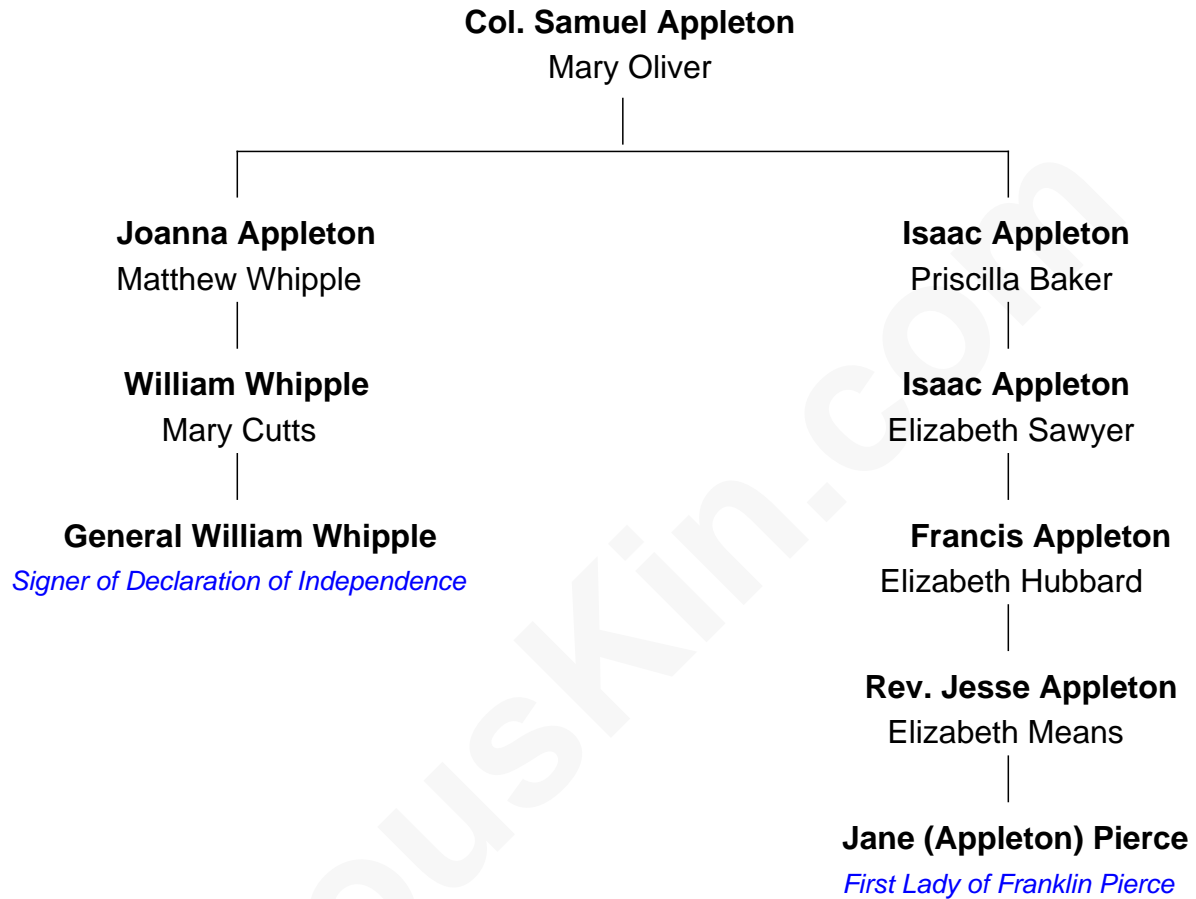 Col. Samuel Appleton
Mary Oliver
Joanna Appleton
Matthew Whipple
Isaac Appleton
Priscilla Baker
William Whipple
Mary Cutts
Isaac Appleton
Elizabeth Sawyer
General William Whipple
Signer of Declaration of Independence
Francis Appleton
Elizabeth Hubbard
Rev. Jesse Appleton
Elizabeth Means
Jane (Appleton) Pierce
First Lady of Franklin Pierce
ouskin.com